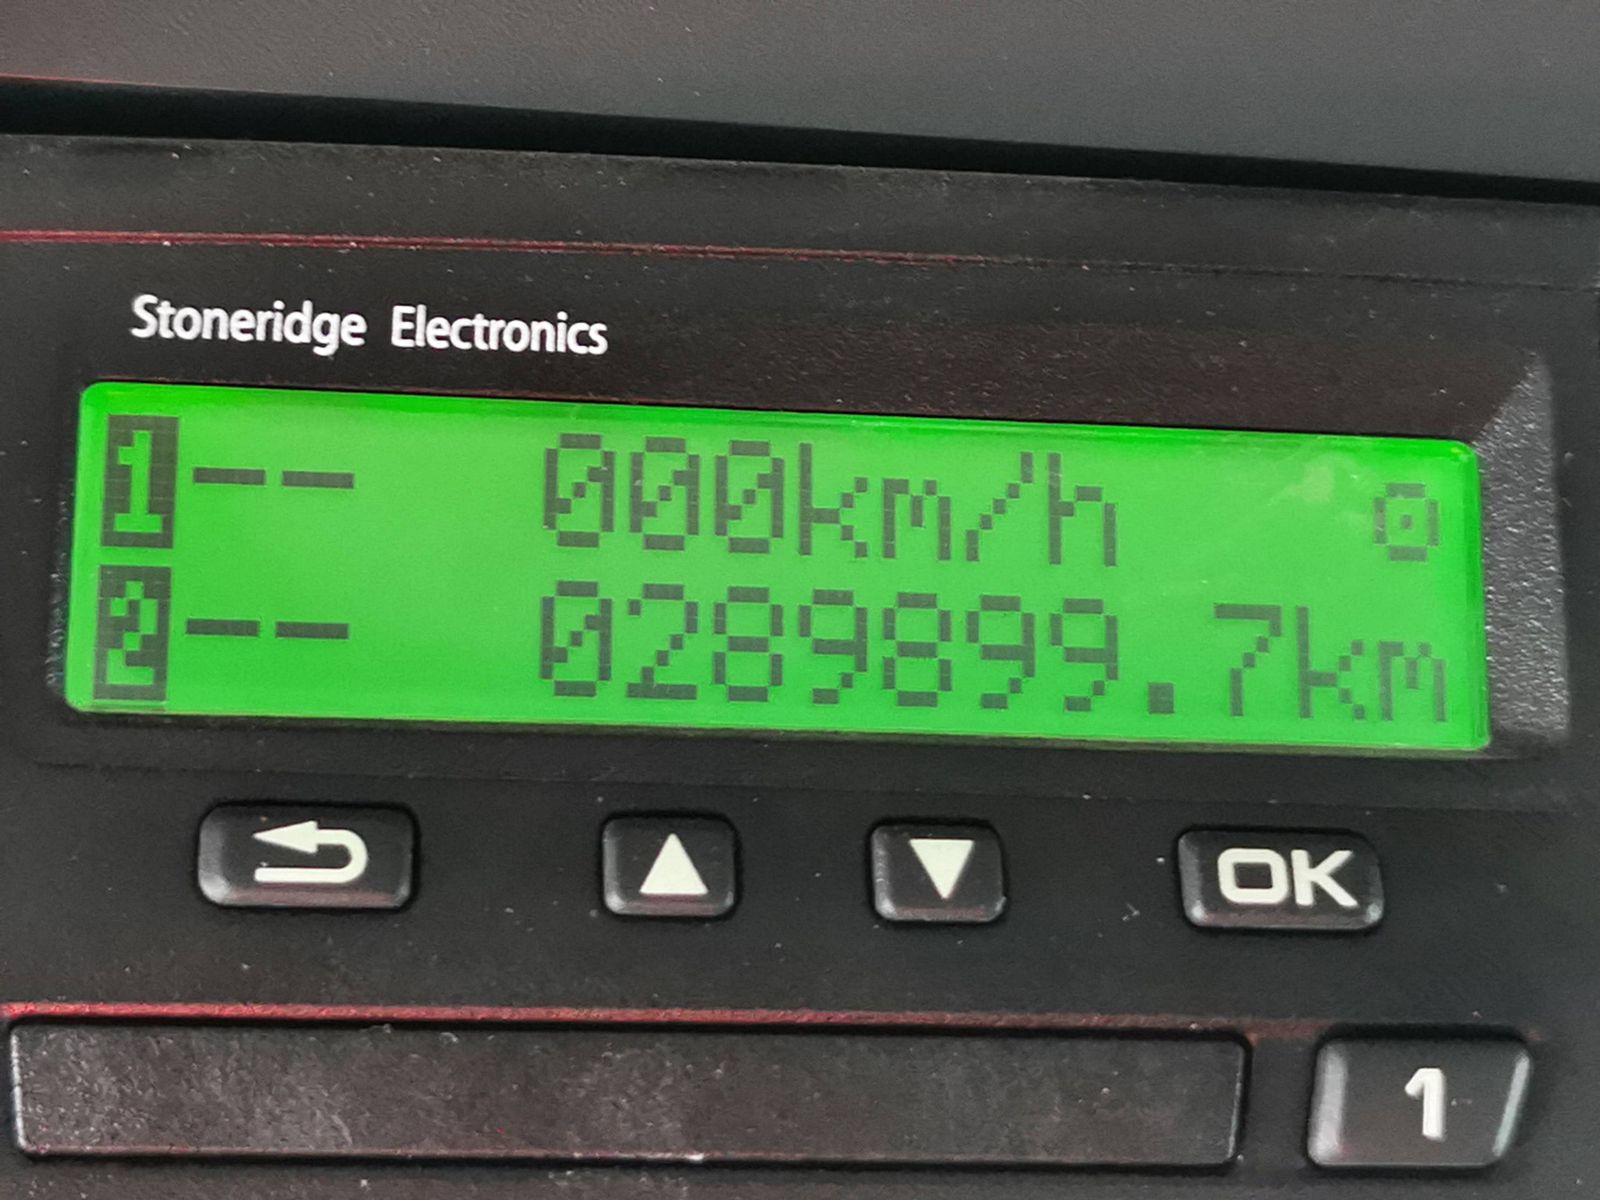 Stoneridge Electronics
1-- 000km/h
2-- 0289899.7km
OK
1